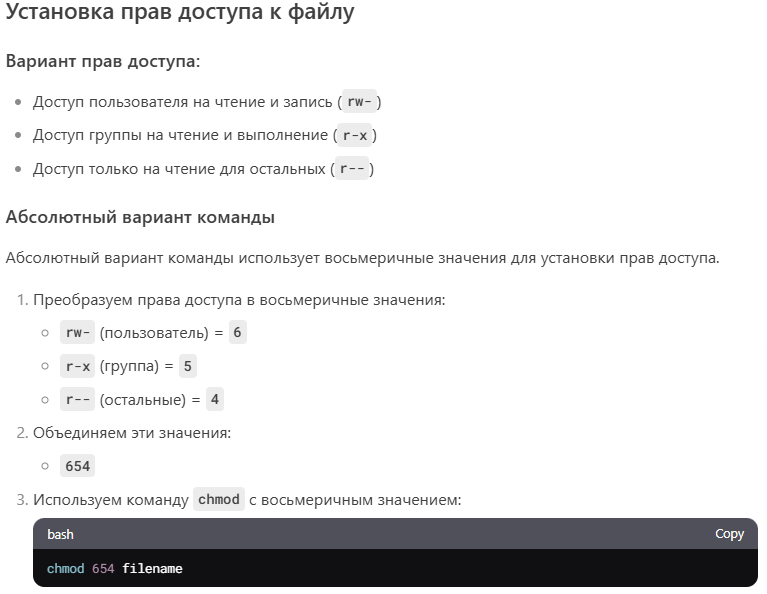 Установка прав доступа к файлу
Вариант прав доступа:
Доступ пользователя на чтение и запись ( rw- )
Доступ группы на чтение и выполнение ( r-x )
Доступ только на чтение для остальных ( r-- )
Абсолютный вариант команды
Абсолютный вариант команды использует восьмеричные значения для установки прав доступа.
1. Преобразуем права доступа в восьмеричные значения:
rw- (пользователь) = 6
r-x (группа) = 5
r-- (остальные) = 4
2. Объединяем эти значения:
654
3. Используем команду chmod с восьмеричным значением:
bash Copy
chmod 654 filename